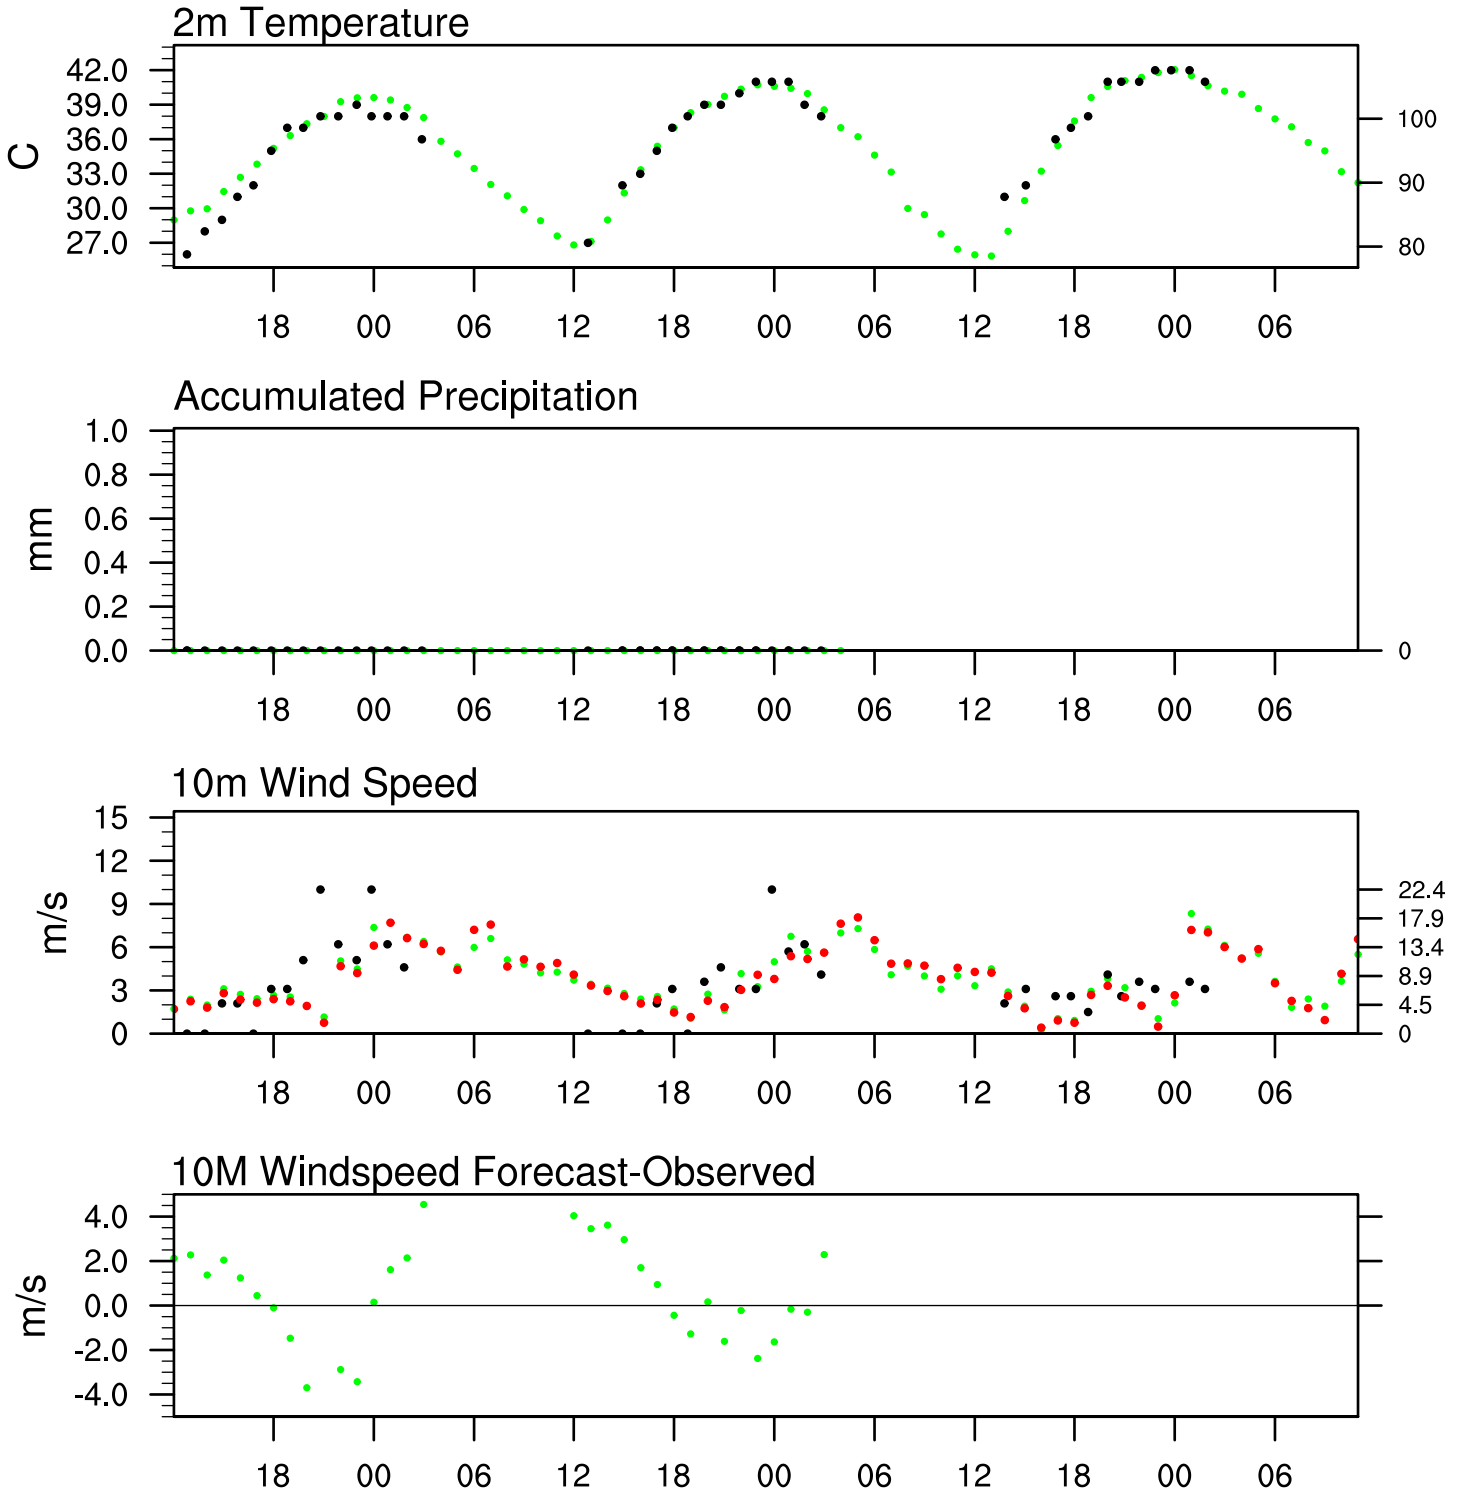 2m Temperature
C
42.0
39.0
36.0
33.0
30.0
27.0
100
90
80
18 00 06 12 18 00 06 12 18 00 06
Accumulated Precipitation
mm
1.0
0.8
0.6
0.4
0.2
0.0
0
18 00 06 12 18 00 06 12 18 00 06
10m Wind Speed
m/s
15
12
9
6
3
0
22.4
17.9
13.4
8.9
4.5
0
18 00 06 12 18 00 06 12 18 00 06
10M Windspeed Forecast-Observed
m/s
4.0
2.0
0.0
-2.0
-4.0
18 00 06 12 18 00 06 12 18 00 06